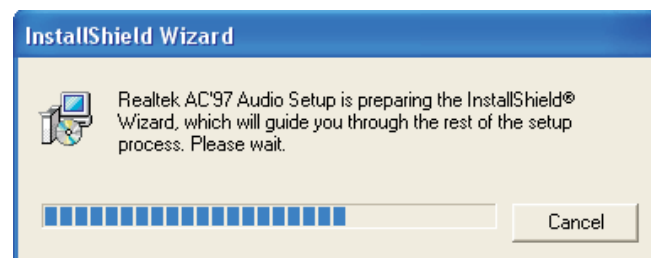 InstallShield Wizard
Realtek AC'97 Audio Setup is preparing the InstallShield®
Wizard, which will guide you through the rest of the setup
process. Please wait.
Cancel